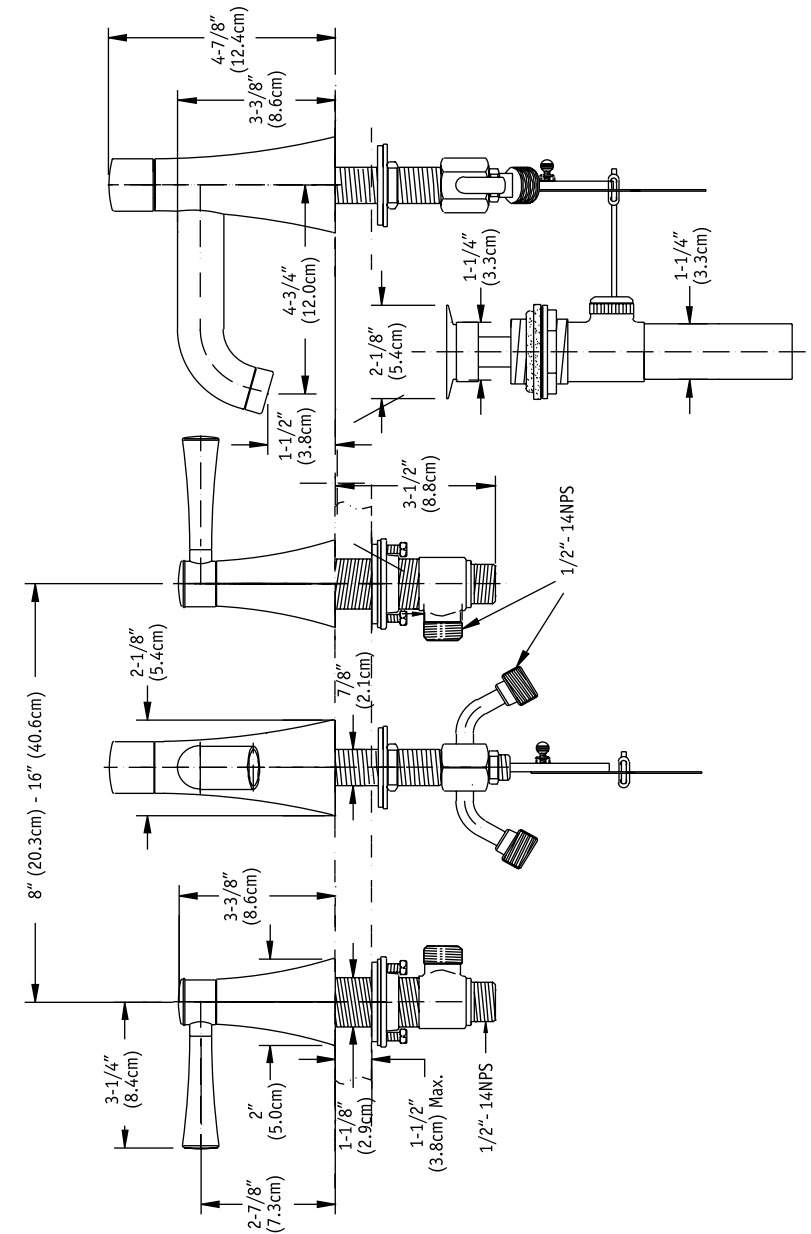 4-7/8"
(12.4cm)
3-3/8"
(8.6cm)
4-3/4"
(12.0cm)
1-1/2"
(3.8cm)
2-1/8"
(5.4cm)
1-1/4"
(3.3cm)
1-1/4"
(3.3cm)
3-1/2"
(8.8cm)
1/2"- 14NPS
8" (20.3cm) - 16" (40.6cm)
2-1/8"
(5.4cm)
7/8"
(2.1cm)
3-3/8"
(8.6cm)
3-1/4"
(8.4cm)
2"
(5.0cm)
1-1/8"
(2.9cm)
1-1/2"
(3.8cm) Max.
1/2"- 14NPS
2-7/8"
(7.3cm)